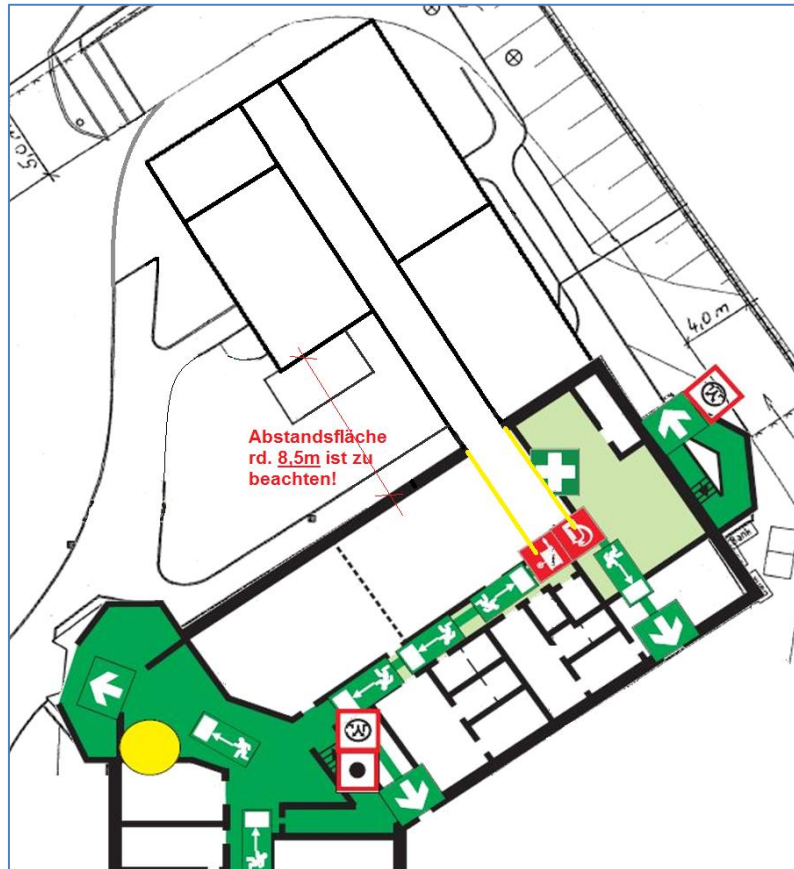 5,0 m
4,0 m
Abstandsfläche
rd. 8,5m ist zu
beachten!
Bank